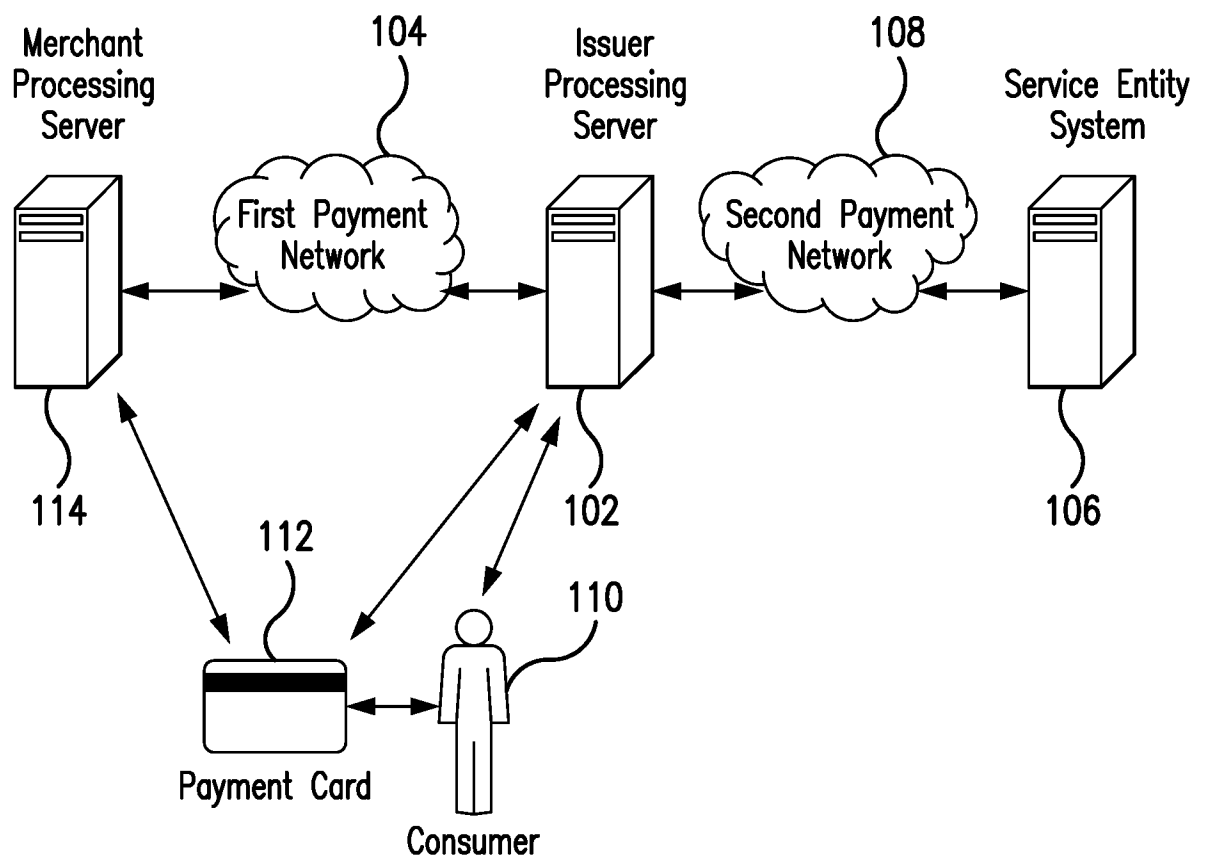 Merchant
Processing
Server
104
Issuer
Processing
Server
108
Service Entity
System
First Payment
Network
Second Payment
Network
114
102
106
112
110
Payment Card
Consumer